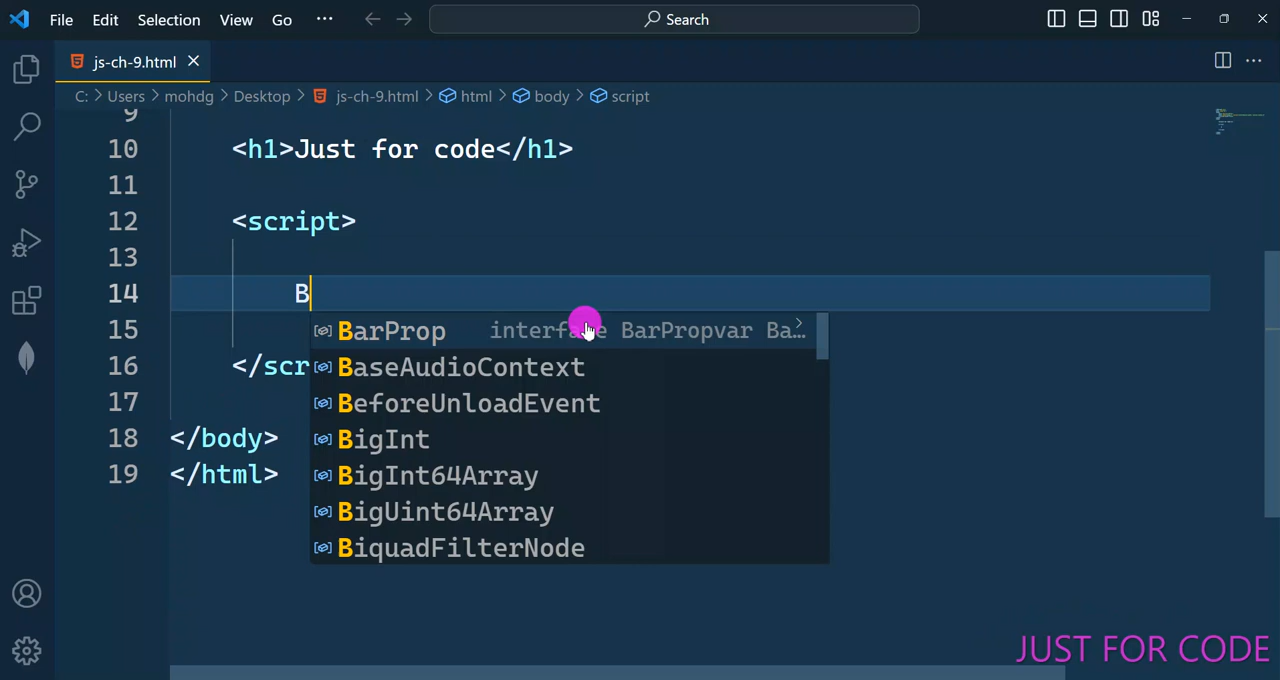 File Edit Selection View Go ··· Search
js-ch-9.html
C: > Users > mohdg > Desktop > js-ch-9.html > html > body > script
9
10 <h1>Just for code</h1>
11
12 <script>
13
14 B
BarProp interface BarPropvar Ba…
15
16 </scr
BaseAudioContext
BeforeUnloadEvent
17
18 </body>
BigInt
19 </html>
BigInt64Array
BigUint64Array
BiquadFilterNode
JUST FOR CODE